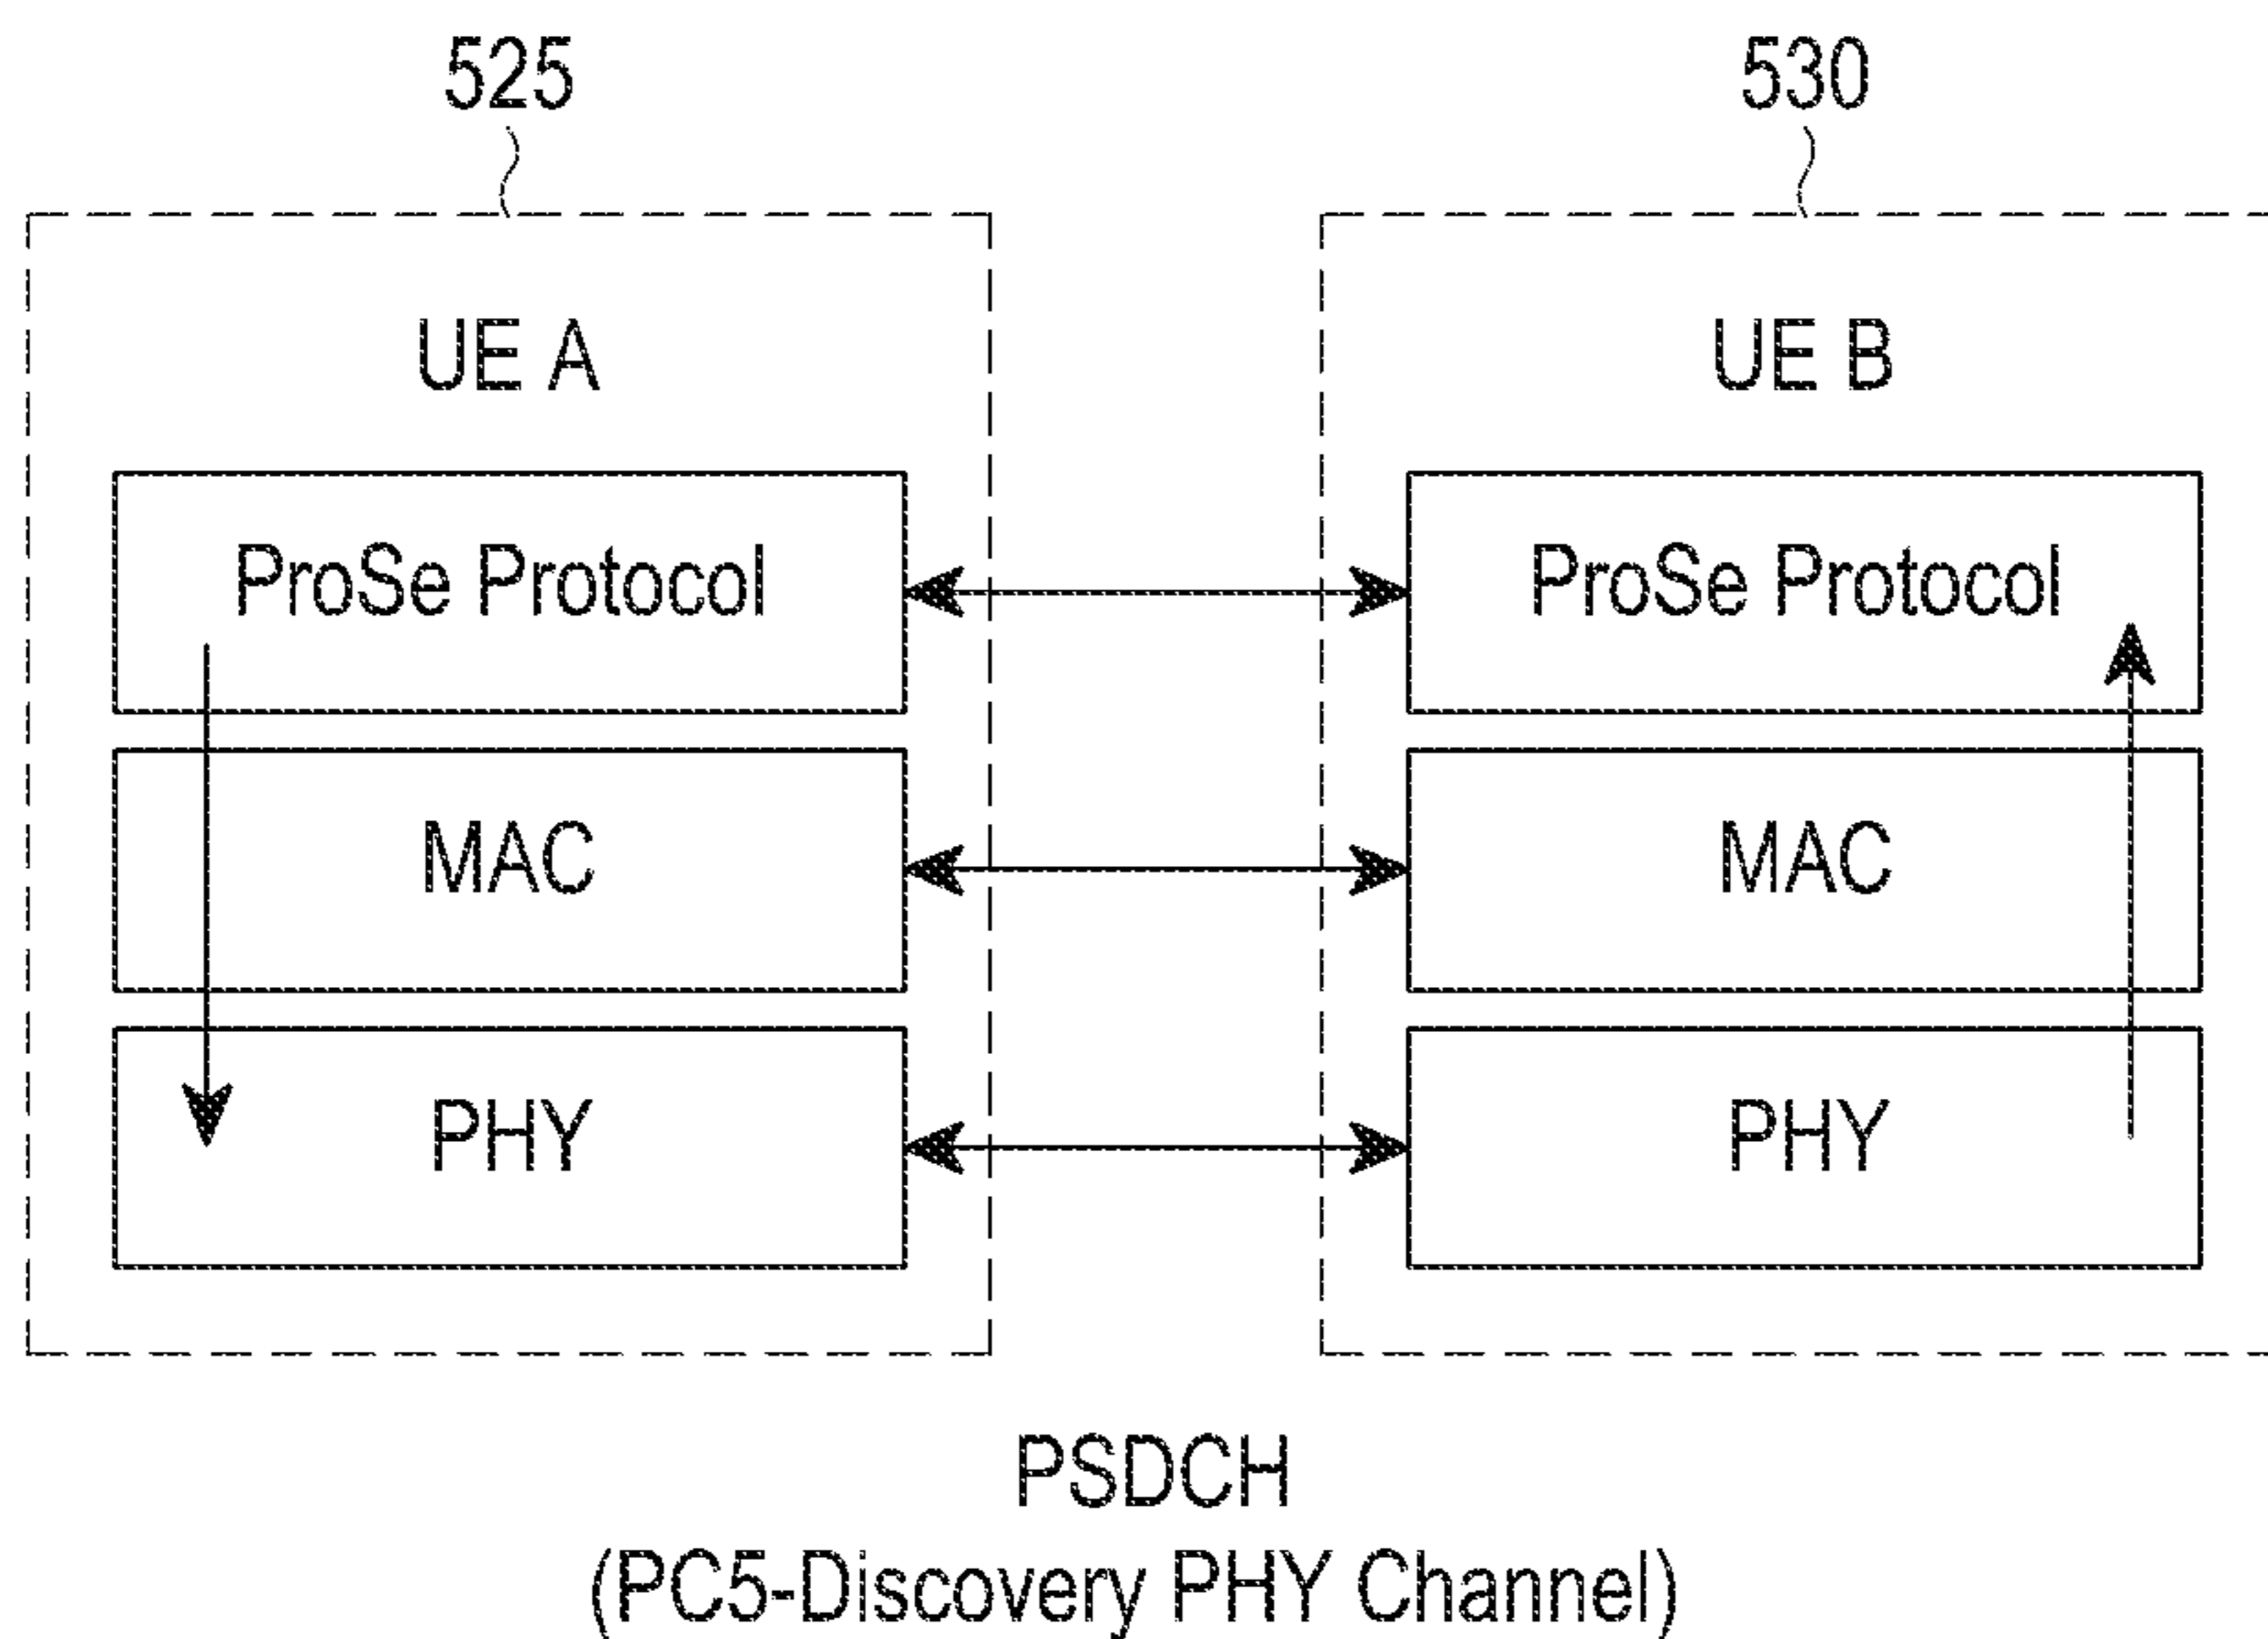 525
530
UE A
UE B
ProSe Protocol
ProSe Protocol
MAC
MAC
PHY
PHY
PSDCH
(PC5-Discovery PHY Channel)